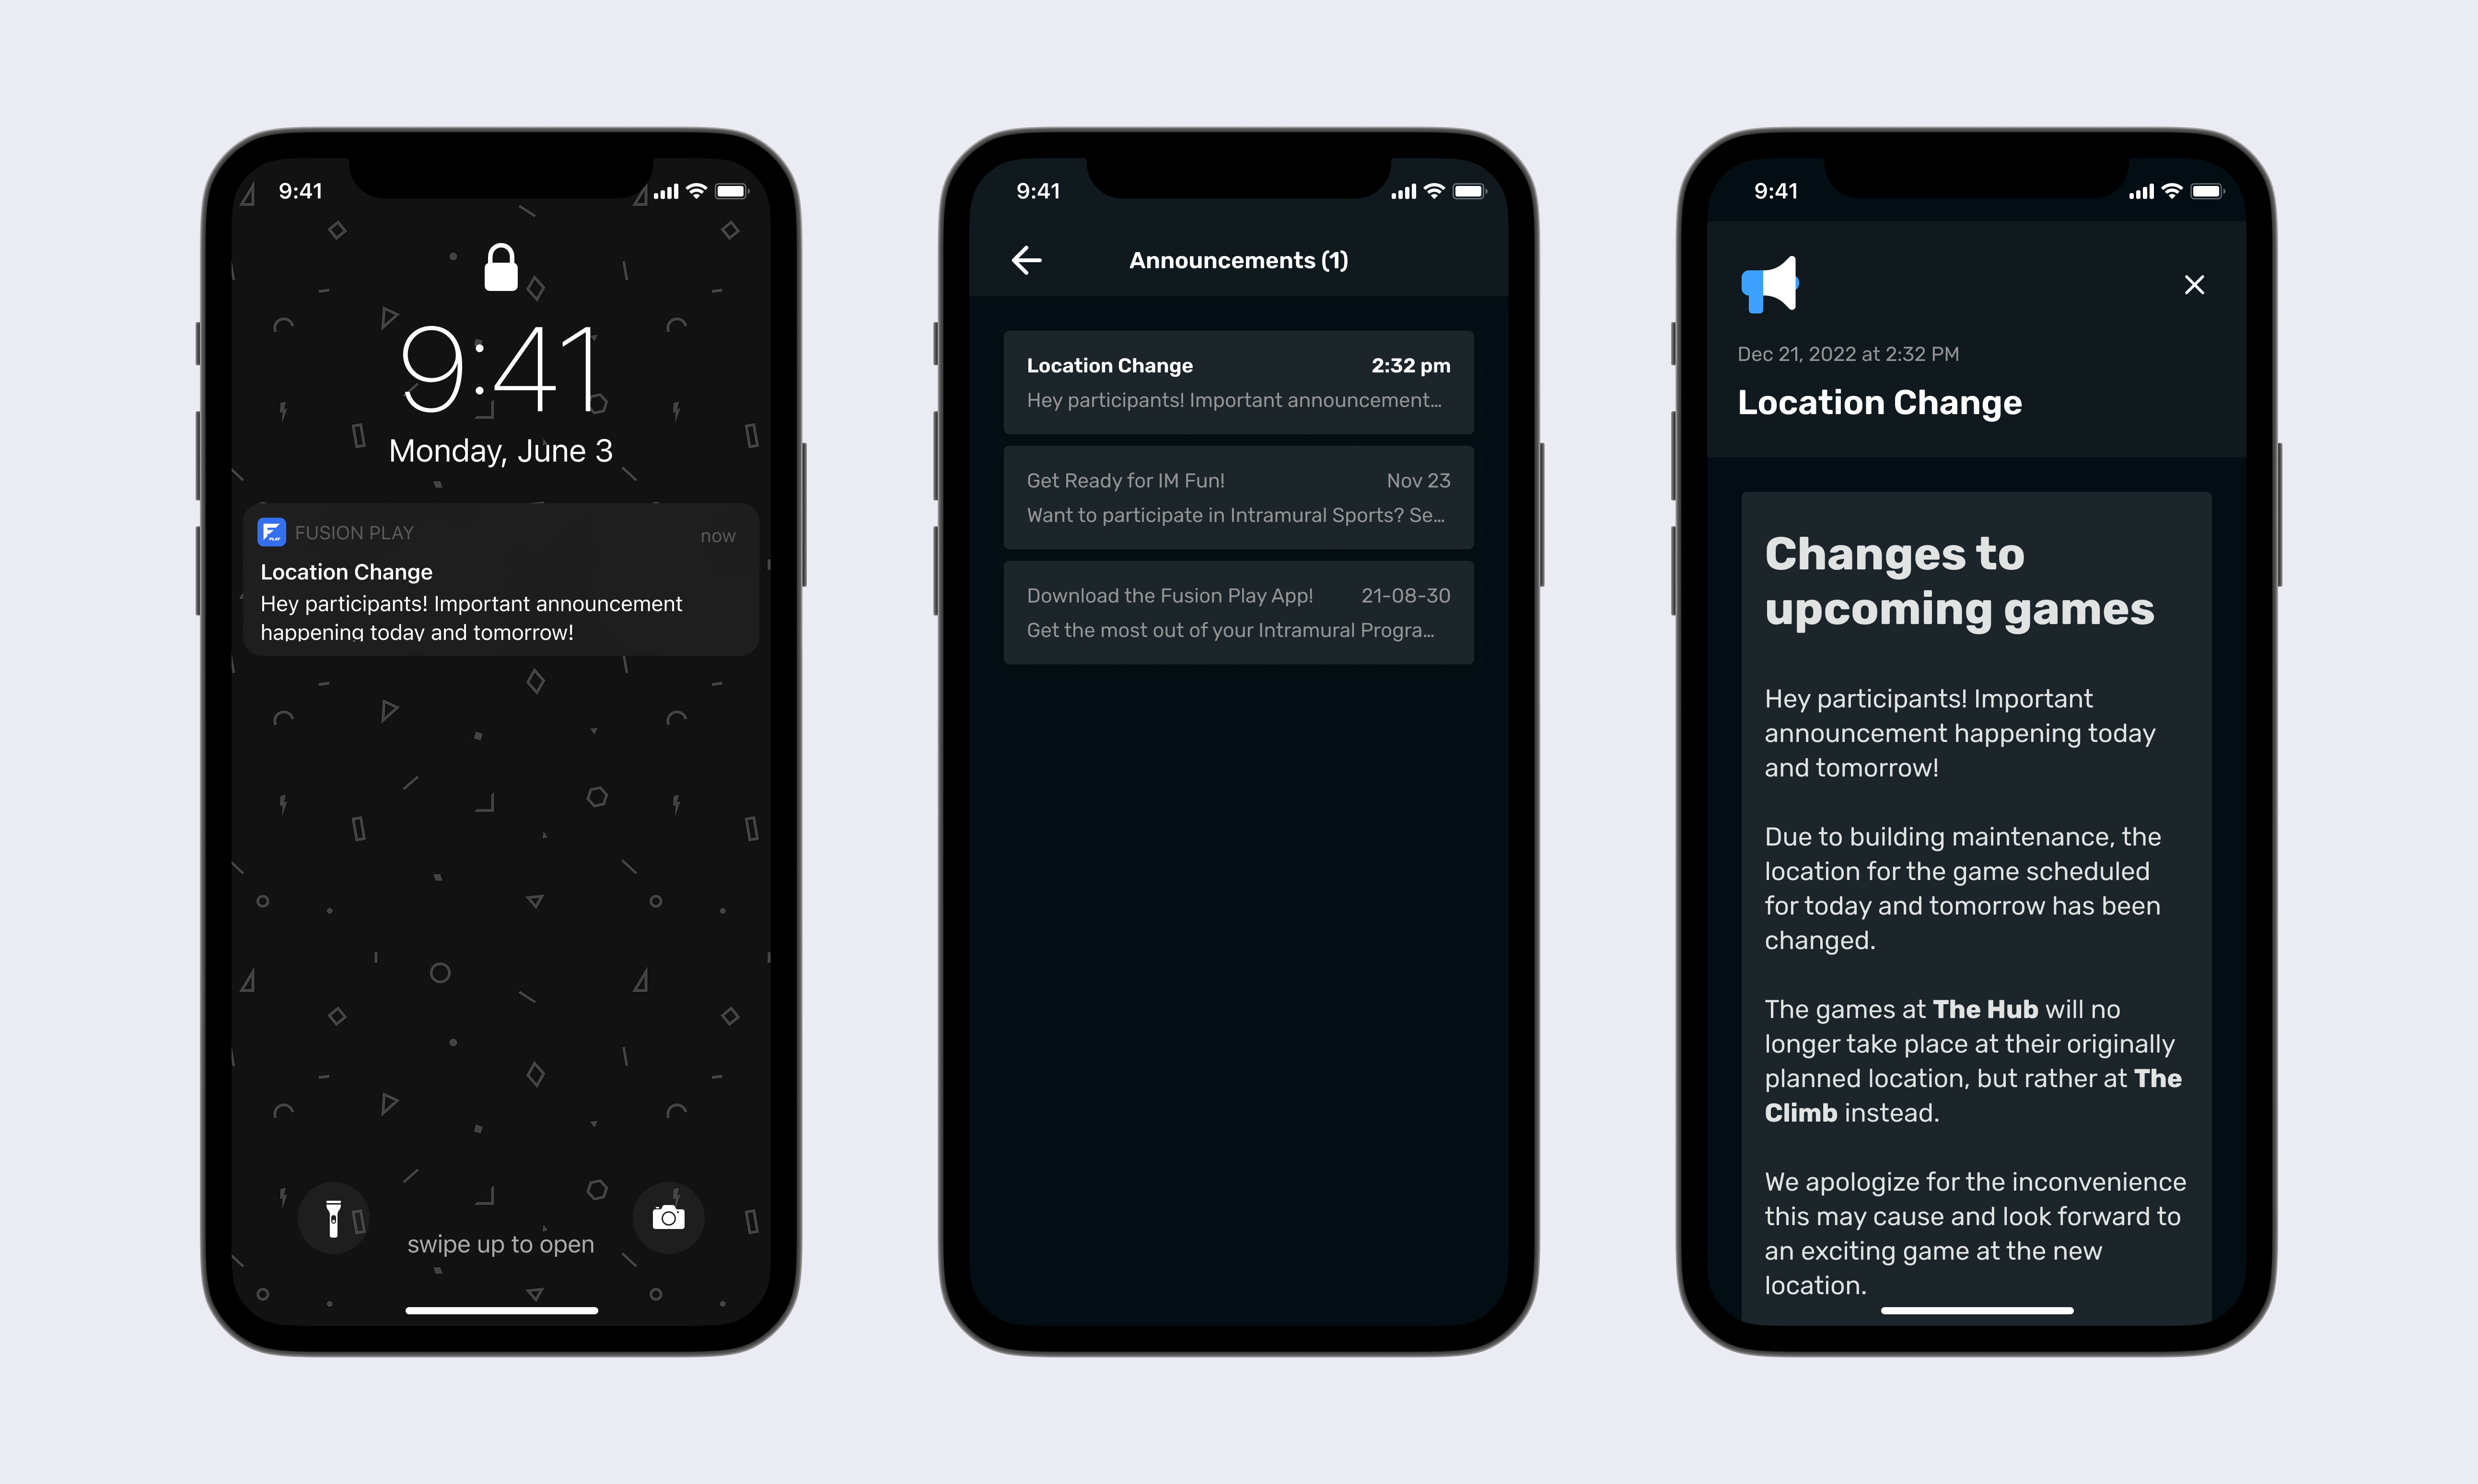 9:41
9:41
Monday, June 3
PLAY
FUSION PLAY
now
Location Change
Hey participants! Important announcement
happening today and tomorrow!
swipe up to open
9:41
Announcements (1)
Location Change 2:32 pm
Hey participants! Important announcement...
Get Ready for IM Fun! Nov 23
Want to participate in Intramural Sports? Se...
Download the Fusion Play App! 21-08-30
Get the most out of your Intramural Progra...
9:41
Dec 21, 2022 at 2:32 PM
Location Change
Changes to
upcoming games
Hey participants! Important
announcement happening today
and tomorrow!
Due to building maintenance, the
location for the game scheduled
for today and tomorrow has been
changed.
The games at The Hub will no
longer take place at their originally
planned location, but rather at The
Climb instead.
We apologize for the inconvenience
this may cause and look forward to
an exciting game at the new
location.